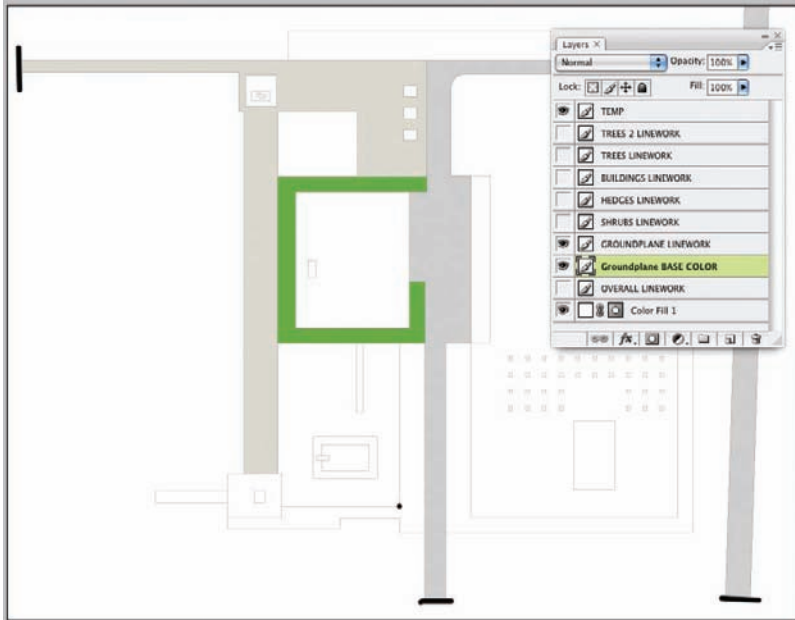 Layers ×
Normal Opacity: 100%
Lock: Fill: 100%
TEMP
TREES 2 LINEWORK
TREES LINEWORK
BUILDINGS LINEWORK
HEDGES LINEWORK
SHRUBS LINEWORK
GROUNDPLANE LINEWORK
Groundplane BASE COLOR
OVERALL LINEWORK
Color Fill 1
fx.